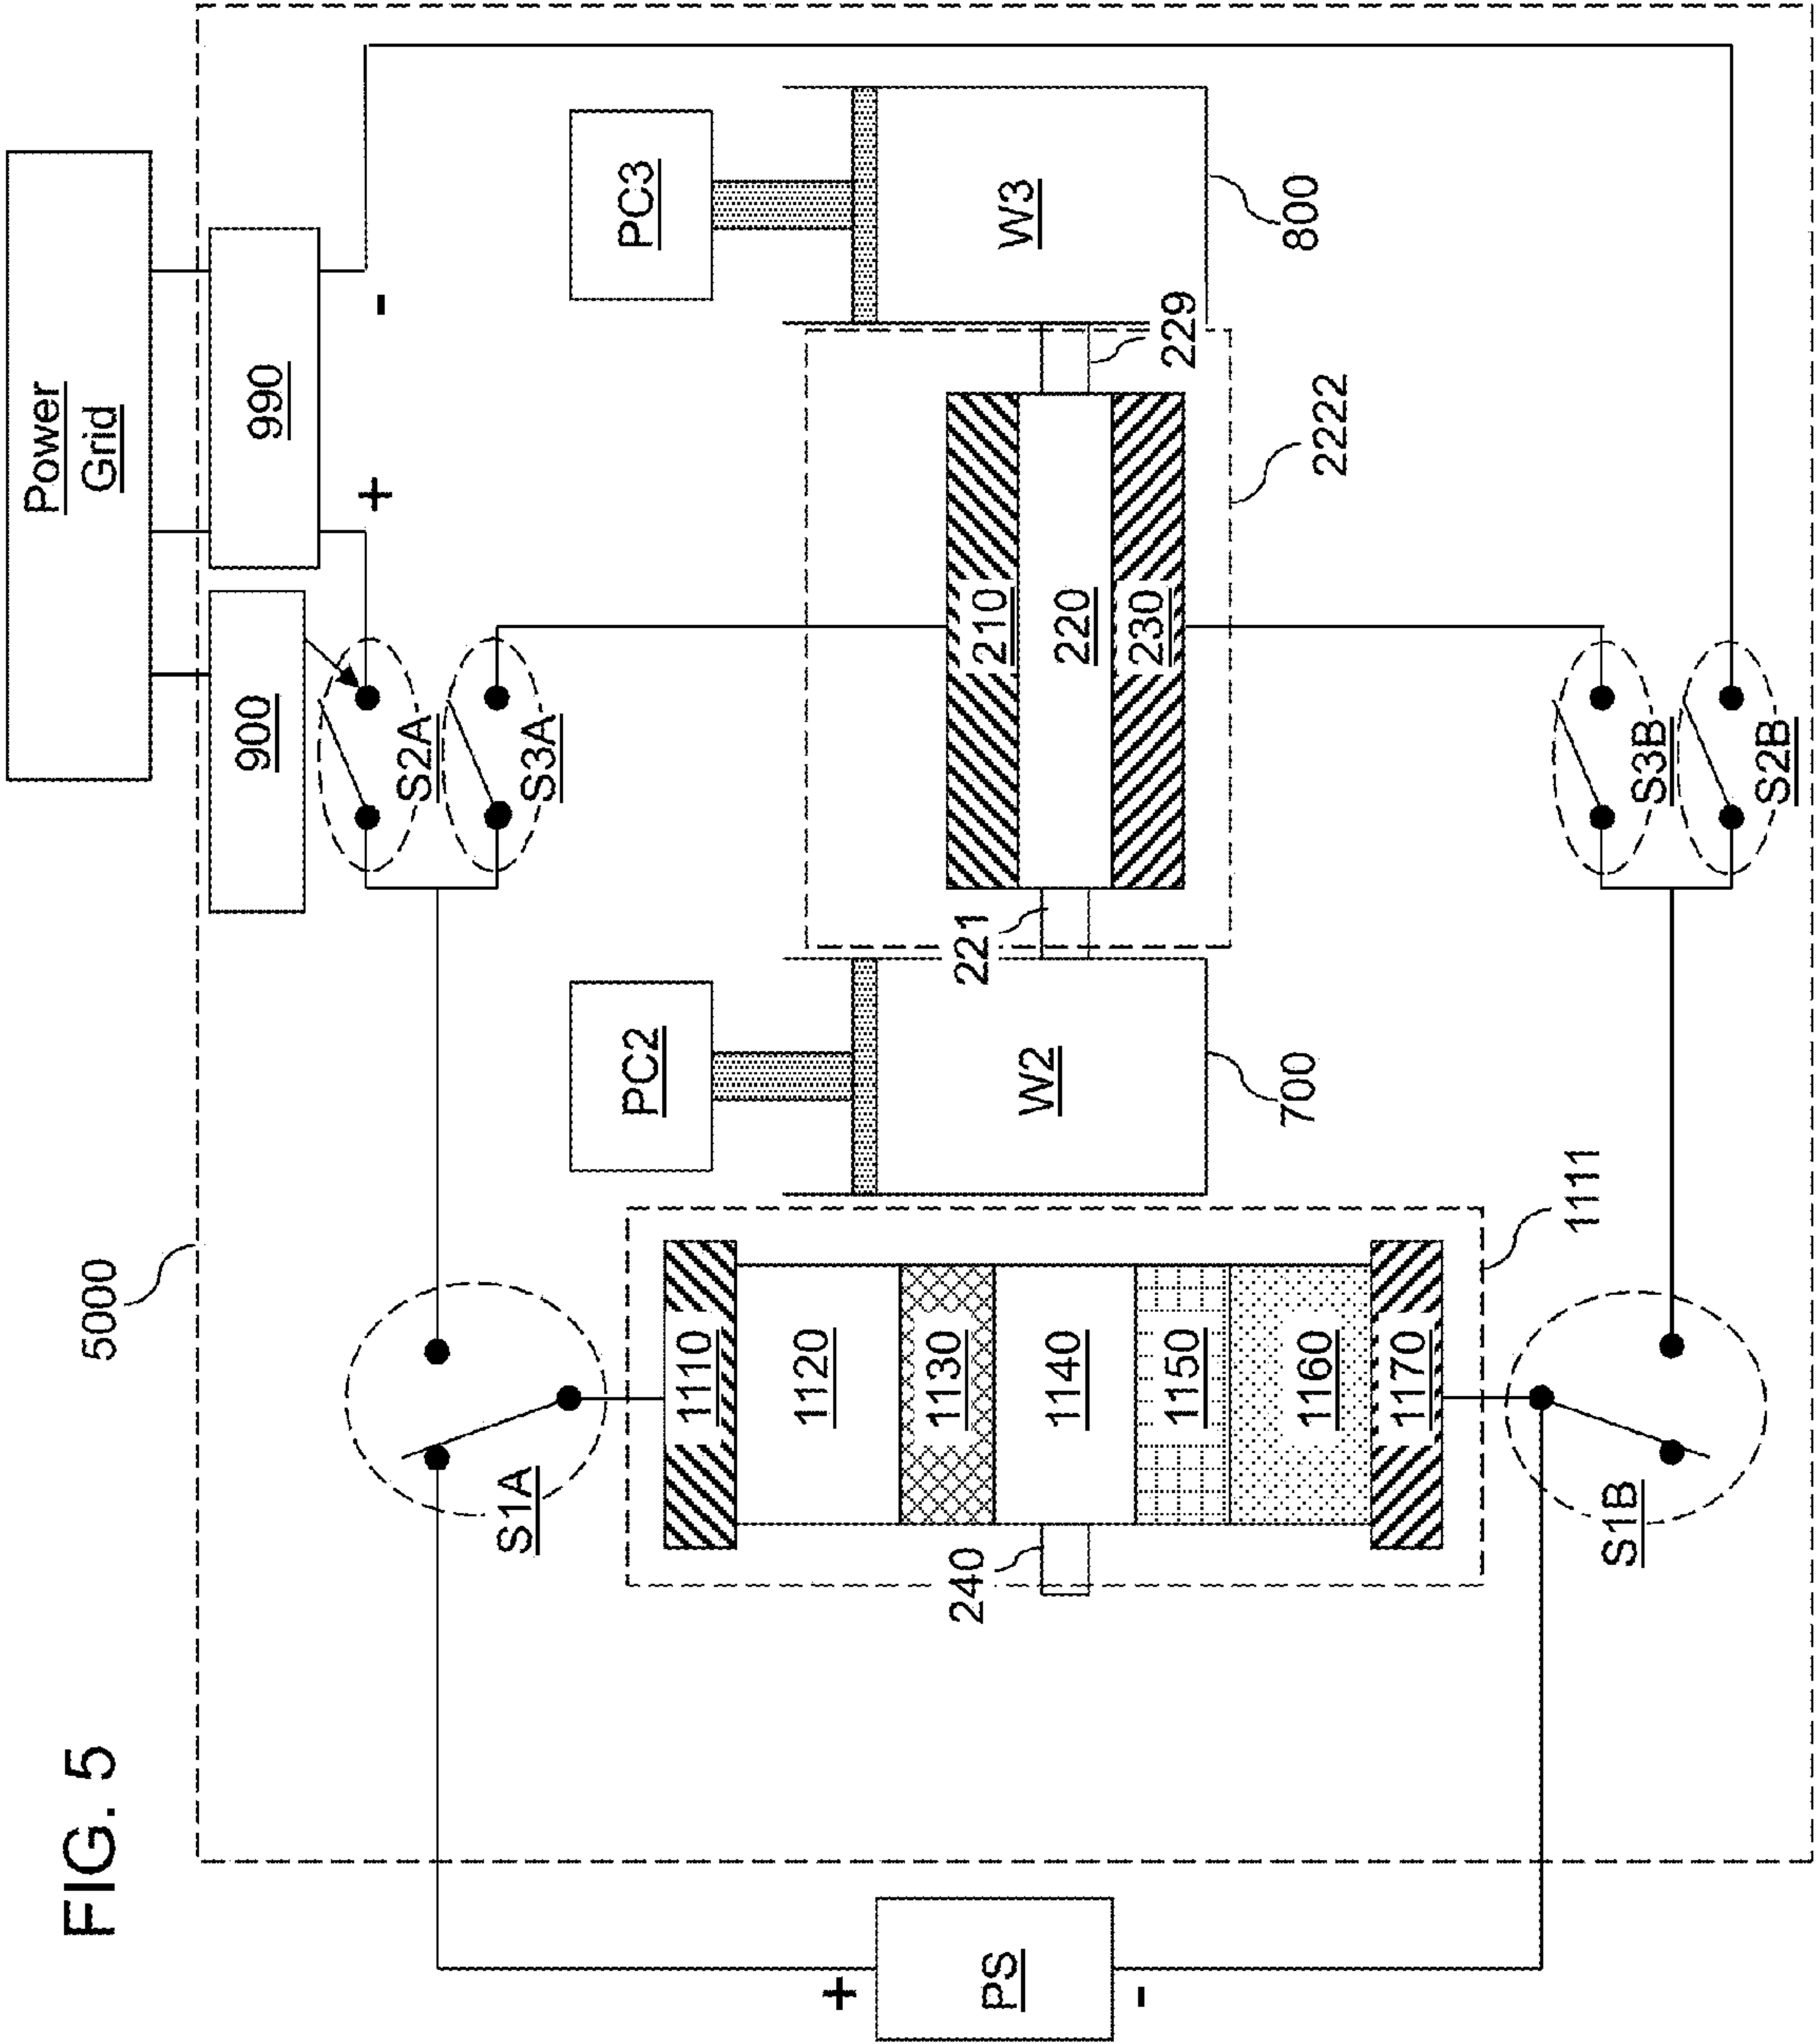 FIG. 5
5000
Power
Grid
900
990
+
-
S2A
S3A
S1A
PC2
PC3
PS
+
-
240
1110
1120
1130
1140
1150
1160
1170
1111
W2
700
221
210
220
230
229
2222
W3
800
S1B
S3B
S2B